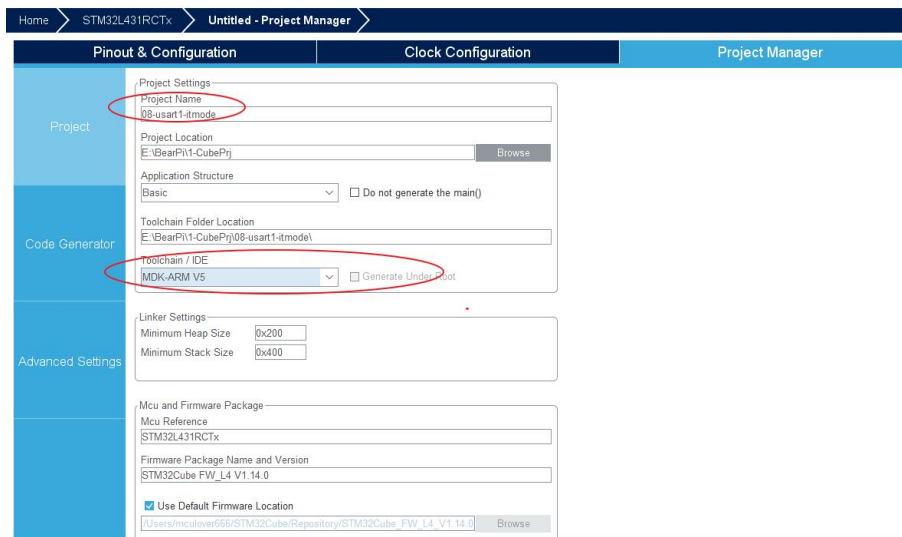 Home STM32L431RCTx Untitled - Project Manager
Pinout & Configuration Clock Configuration Project Manager
Project
Code Generator
Advanced Settings
Project Settings
Project Name
08-usart1-itmode
Project Location
E:\BearPi\1-CubePrj Browse
Application Structure
Basic Do not generate the main()
Toolchain Folder Location
E:\BearPi\1-CubePrj\08-usart1-itmode\
Toolchain / IDE
MDK-ARM V5 Generate Under Root
Linker Settings
Minimum Heap Size 0x200
Minimum Stack Size 0x400
Mcu and Firmware Package
Mcu Reference
STM32L431RCTx
Firmware Package Name and Version
STM32Cube FW_L4 V1.14.0
Use Default Firmware Location
/Users/mculover666/STM32Cube/Repository/STM32Cube_FW_L4_V1.14.0 Browse